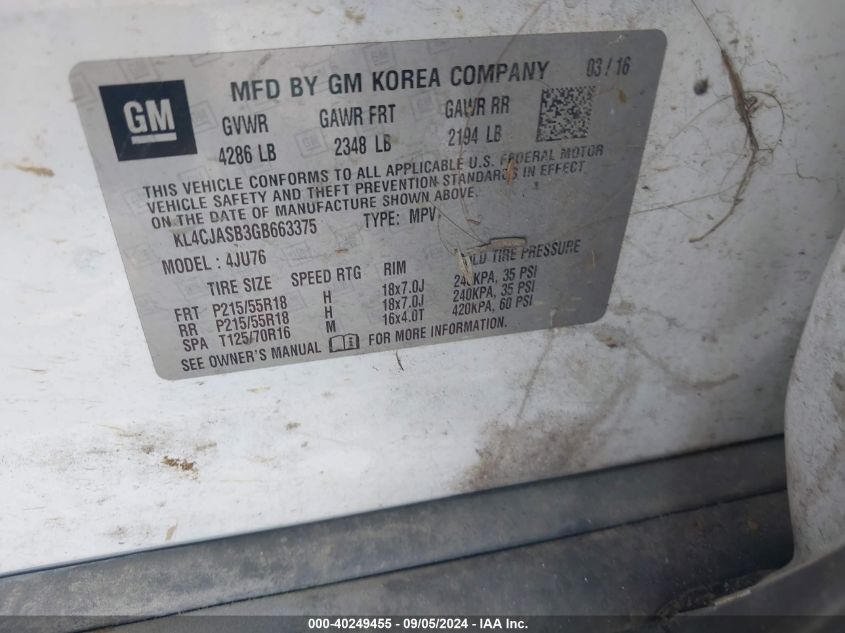 GM
MFD BY GM KOREA COMPANY 03 / 16
GVWR GAWR FRT GAWR RR
4286 LB 2348 LB 2194 LB
THIS VEHICLE CONFORMS TO ALL APPLICABLE U.S. FEDERAL MOTOR
VEHICLE SAFETY AND THEFT PREVENTION STANDARDS IN EFFECT
ON THE DATE OF MANUFACTURE SHOWN ABOVE.
KL4CJASB3GB663375 TYPE: MPV
MODEL : 4JU76
TIRE SIZE SPEED RTG RIM COLD TIRE PRESSURE
FRT P215/55R18 H 18x7.0J 240KPA, 35 PSI
RR P215/55R18 H 18x7.0J 240KPA, 35 PSI
SPA T125/70R16 M 16x4.0T 420KPA, 60 PSI
SEE OWNER'S MANUAL FOR MORE INFORMATION.
000-40249455 - 09/05/2024 - IAA Inc.